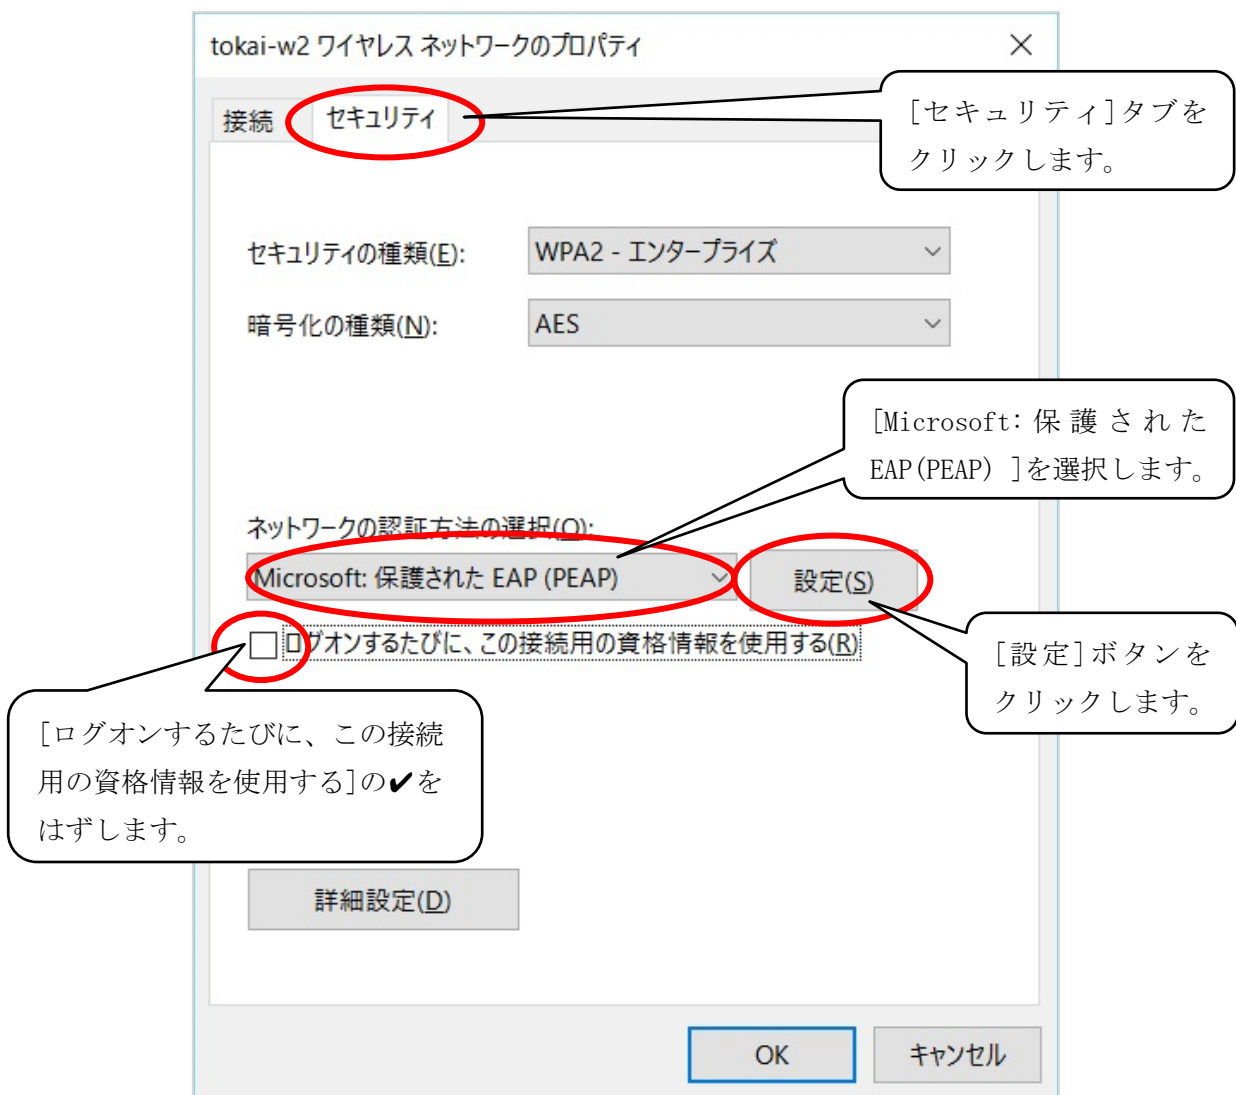 tokai-w2 ワイヤレス ネットワークのプロパティ
接続
セキュリティ
[セキュリティ]タブを
クリックします。
セキュリティの種類(E):
WPA2 - エンタープライズ
暗号化の種類(N):
AES
[Microsoft:保護された
EAP(PEAP) ]を選択します。
ネットワークの認証方法の選択(O):
Microsoft: 保護された EAP (PEAP)
設定(S)
ログオンするたびに、この接続用の資格情報を使用する(R)
[設定]ボタンを
クリックします。
[ログオンするたびに、この接続
用の資格情報を使用する]の✔を
はずします。
詳細設定(D)
OK
キャンセル